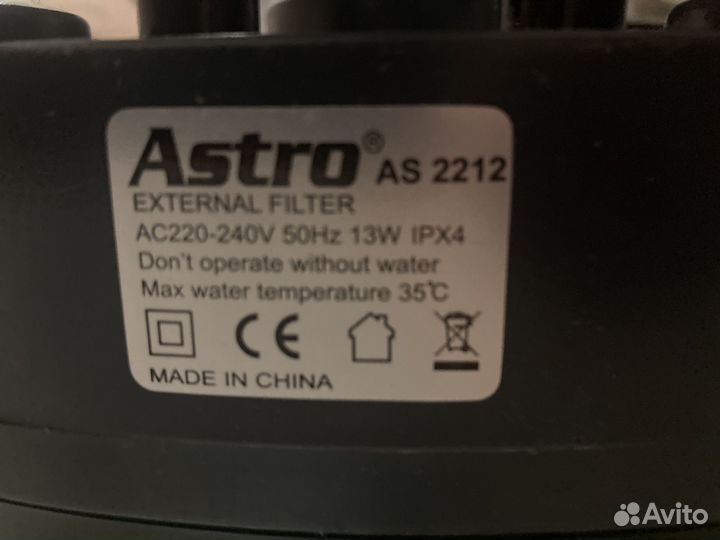 Astro® AS 2212
EXTERNAL FILTER
AC220-240V 50Hz 13W IPX4
Don't operate without water
Max water temperature 35℃
CE
MADE IN CHINA
Avito